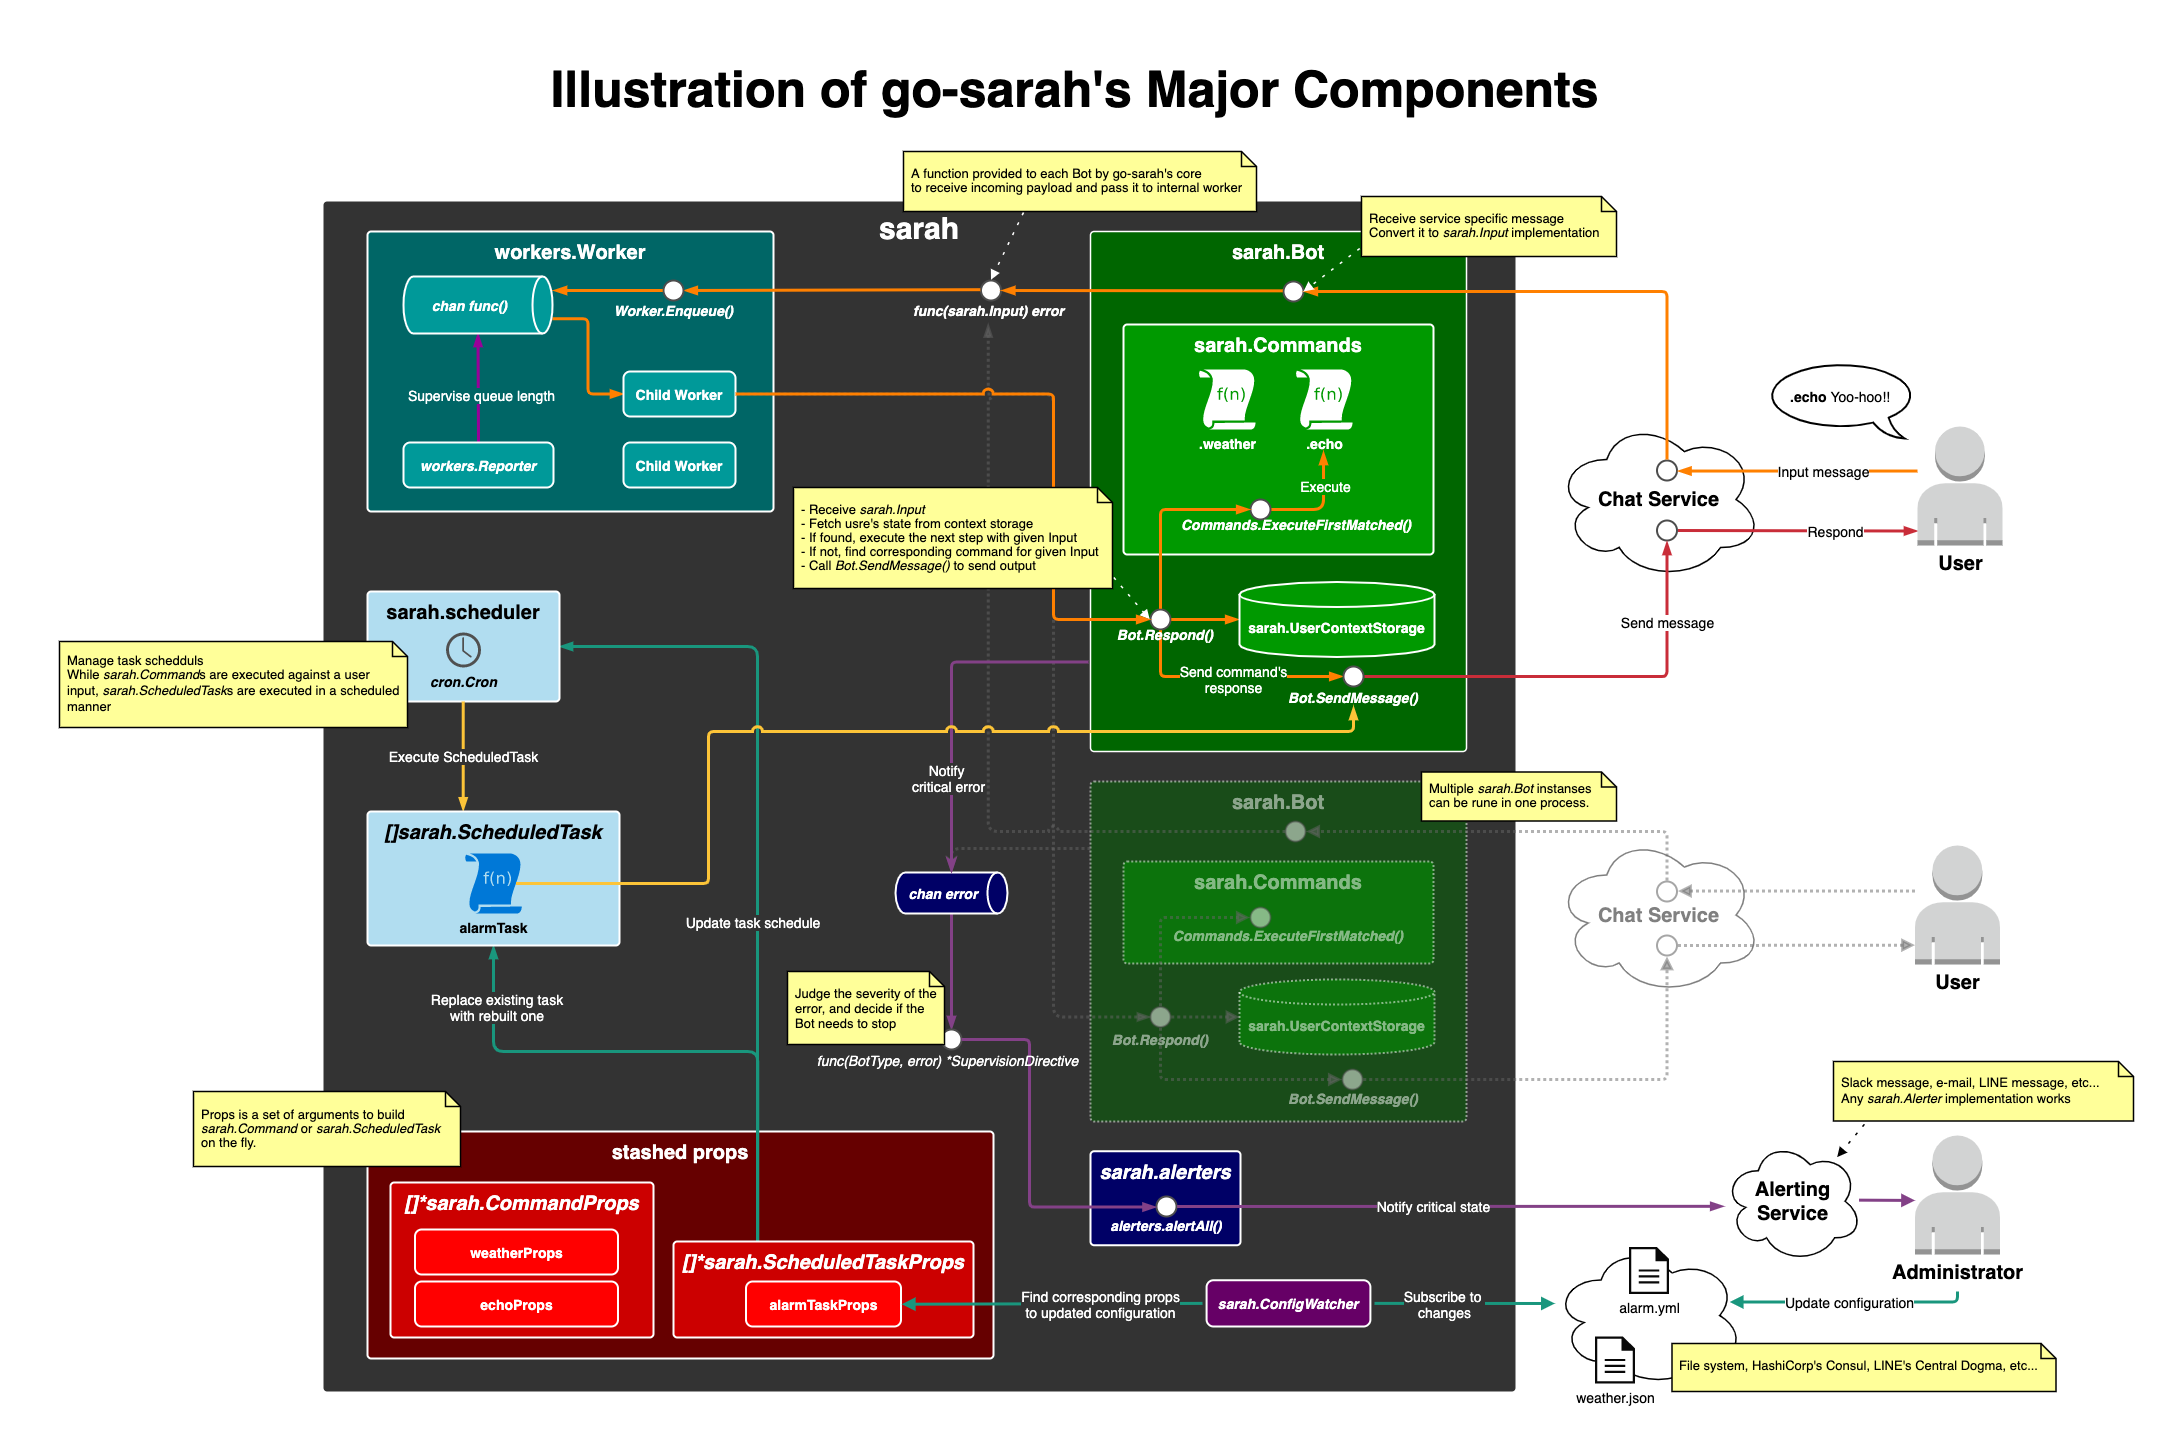 Illustration of go-sarah's Major Components
A function provided to each Bot by go-sarah's core
to receive incoming payload and pass it to internal worker
sarah
Receive service specific message
Convert it to sarah.Input implementation
workers.Worker
chan func()
Worker.Enqueue()
func(sarah.Input) error
Supervise queue length
Child Worker
workers.Reporter
Child Worker
sarah.Bot
sarah.Commands
f(n)
f(n)
.weather
.echo
Execute
Commands.ExecuteFirstMatched()
- Receive sarah.Input
- Fetch usre's state from context storage
- If found, execute the next step with given Input
- If not, find corresponding command for given Input
- Call Bot.SendMessage() to send output
Bot.Respond()
sarah.UserContextStorage
Send command's
response
Bot.SendMessage()
.echo Yoo-hoo!!
Input message
Chat Service
Respond
User
Send message
sarah.scheduler
cron.Cron
Manage task schedduls
While sarah.Commands are executed against a user
input, sarah.ScheduledTasks are executed in a scheduled
manner
Execute ScheduledTask
[]sarah.ScheduledTask
f(n)
alarmTask
Update task schedule
Replace existing task
with rebuilt one
Notify
critical error
chan error
Judge the severity of the
error, and decide if the
Bot needs to stop
func(BotType, error) *SupervisionDirective
Multiple sarah.Bot instanses
can be rune in one process.
sarah.Bot
sarah.Commands
Commands.ExecuteFirstMatched()
Bot.Respond()
sarah.UserContextStorage
Bot.SendMessage()
Chat Service
User
Props is a set of arguments to build
sarah.Command or sarah.ScheduledTask
on the fly.
stashed props
[]*sarah.CommandProps
weatherProps
echoProps
[]*sarah.ScheduledTaskProps
alarmTaskProps
Find corresponding props
to updated configuration
sarah.ConfigWatcher
Subscribe to
changes
sarah.alerters
alerters.alertAll()
Notify critical state
Slack message, e-mail, LINE message, etc...
Any sarah.Alerter implementation works
Alerting
Service
Administrator
alarm.yml
Update configuration
File system, HashiCorp's Consul, LINE's Central Dogma, etc...
weather.json